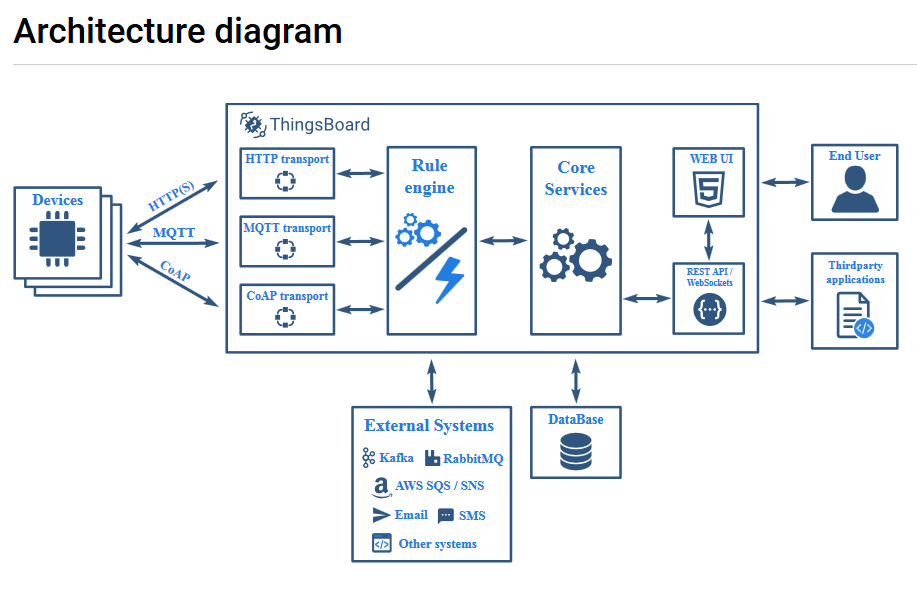 Architecture diagram
ThingsBoard
Devices
HTTP(S)
MQTT
CoAP
HTTP transport
MQTT transport
CoAP transport
Rule
engine
Core
Services
WEB UI
REST API /
WebSockets
End User
Thirdparty
applications
External Systems
Kafka
RabbitMQ
AWS SQS / SNS
Email
SMS
Other systems
DataBase